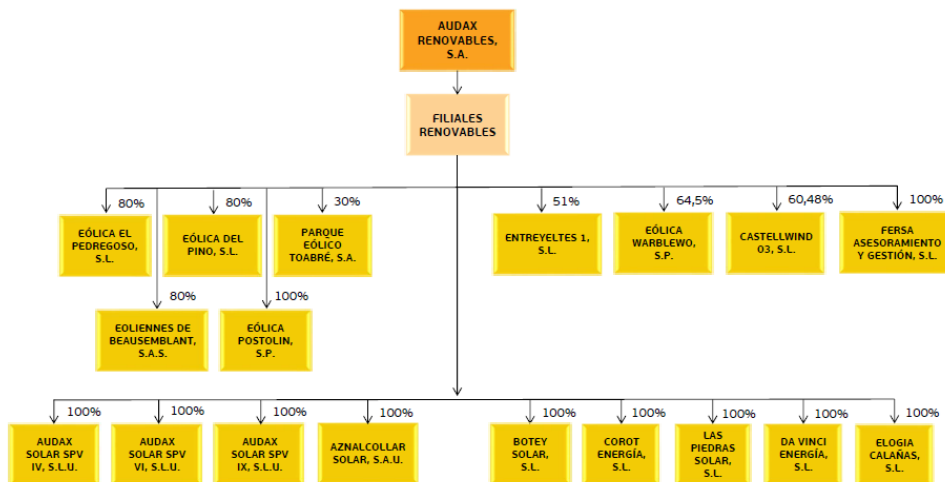 AUDAX
RENOVABLES,
S.A.
FILIALES
RENOVABLES
80%
80%
30%
51%
64,5%
60,48%
100%
EÓLICA EL
PEDREGOSO,
S.L.
EÓLICA DEL
PINO, S.L.
PARQUE
EÓLICO
TOABRÉ, S.A.
ENTREYELTES 1,
S.L.
EÓLICA
WARBLEWO,
S.P.
CASTELLWIND
03, S.L.
FERSA
ASESORAMIENTO
Y GESTIÓN, S.L.
80%
100%
EOLIENNES DE
BEAUSEMBLANT,
S.A.S.
EÓLICA
POSTOLIN,
S.P.
100%
100%
100%
100%
100%
100%
100%
100%
100%
AUDAX
SOLAR SPV
IV, S.L.U.
AUDAX
SOLAR SPV
VI, S.L.U.
AUDAX
SOLAR SPV
IX, S.L.U.
AZNALCOLLAR
SOLAR, S.A.U.
BOTEY
SOLAR,
S.L.
COROT
ENERGÍA,
S.L.
LAS
PIEDRAS
SOLAR,
S.L.
DA VINCI
ENERGÍA,
S.L.
ELOGIA
CALAÑAS,
S.L.